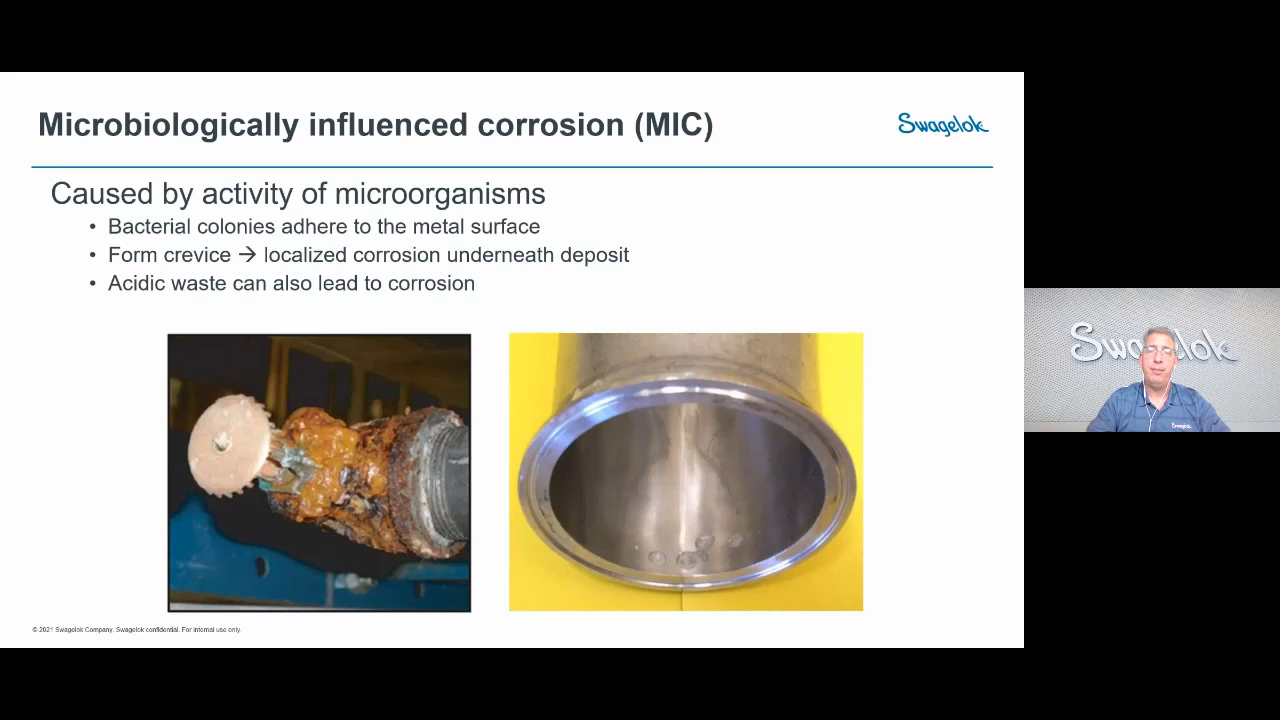 Microbiologically influenced corrosion (MIC)
Swagelok
Caused by activity of microorganisms
• Bacterial colonies adhere to the metal surface
• Form crevice → localized corrosion underneath deposit
• Acidic waste can also lead to corrosion
© 2021 Swagelok Company. Swagelok confidential. For internal use only.
Swagelok
Swagelok